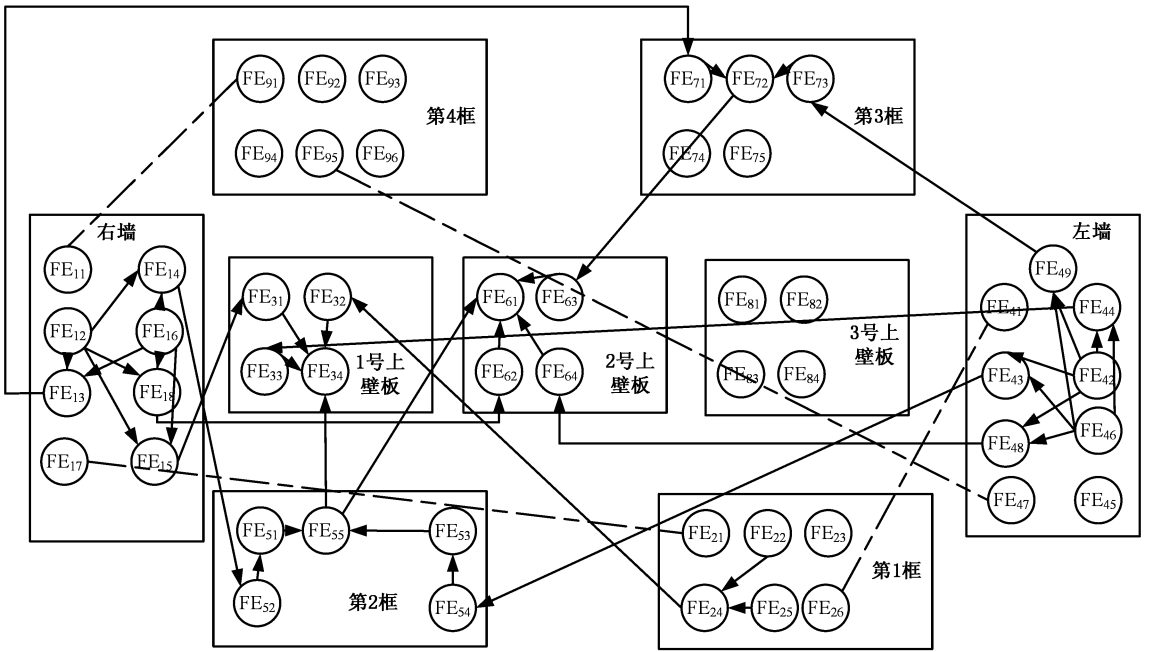 FE91 FE92 FE93
第4框
FE94 FE95 FE96
FE71 FE72 FE73
第3框
FE74 FE75
右墙
FE11 FE14
FE12 FE16
FE13 FE18
FE17 FE15
FE31 FE32
1号上
壁板
FE33 FE34
FE61 FE63
2号上
壁板
FE62 FE64
FE81 FE82
3号上
壁板
FE83 FE84
左墙
FE49
FE41 FE44
FE43 FE42
FE48 FE46
FE47 FE45
FE51 FE55 FE53
第2框
FE52 FE54
FE21 FE22 FE23
第1框
FE24 FE25 FE26